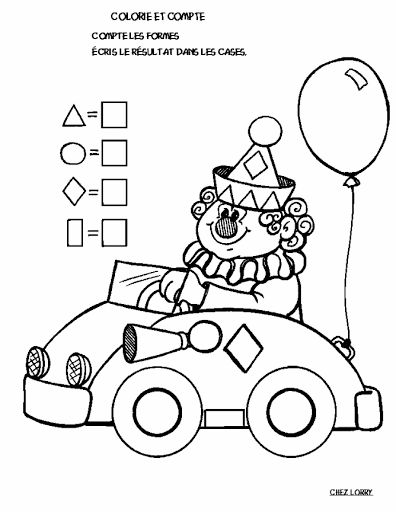 COLORIE ET COMPTE
COMPTE LES FORMES
ÉCRIS LE RÉSULTAT DANS LES CASES.
=
=
=
=
CHEZ LORRY